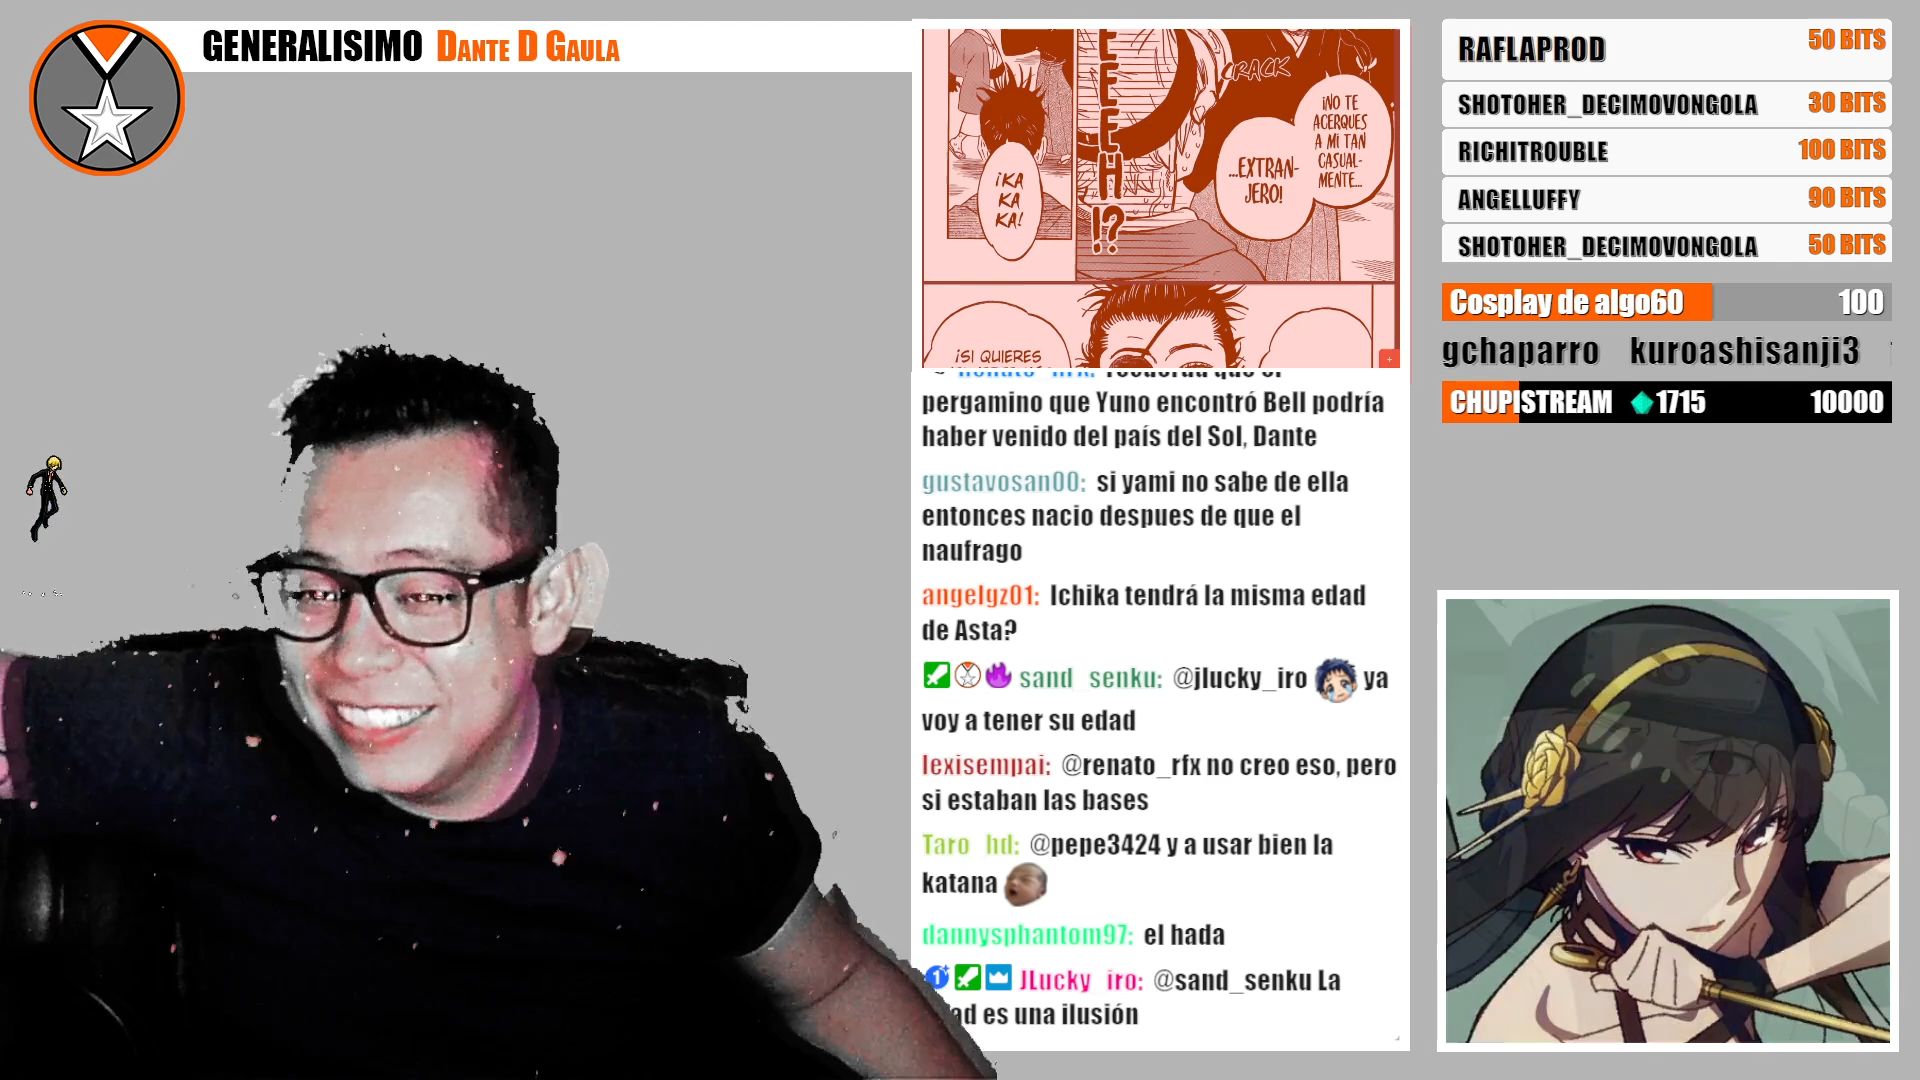 GENERALISIMO DANTE D GAULA
CRACK
EEEEH!?
¡NO TE
ACERQUES
A MÍ TAN
CASUAL-
MENTE...
...EXTRAN-
JERO!
¡KA
KA
KA!
¡SI QUIERES
pergamino que Yuno encontró Bell podría
haber venido del país del Sol, Dante
gustavosan00: si yami no sabe de ella
entonces nacio despues de que el
naufrago
angelgz01: Ichika tendrá la misma edad
de Asta?
sand_senku: @jlucky_iro ya
voy a tener su edad
lexisempai: @renato_rfx no creo eso, pero
si estaban las bases
Taro_hd: @pepe3424 y a usar bien la
katana
dannysphantom97: el hada
1 JLucky_iro: @sand_senku La
ad es una ilusión
RAFLAPROD 50 BITS
SHOTOHER_DECIMOVONGOLA 30 BITS
RICHITROUBLE 100 BITS
ANGELLUFFY 90 BITS
SHOTOHER_DECIMOVONGOLA 50 BITS
Cosplay de algo60 100
gchaparro kuroashisanji3
CHUPISTREAM 1715 10000